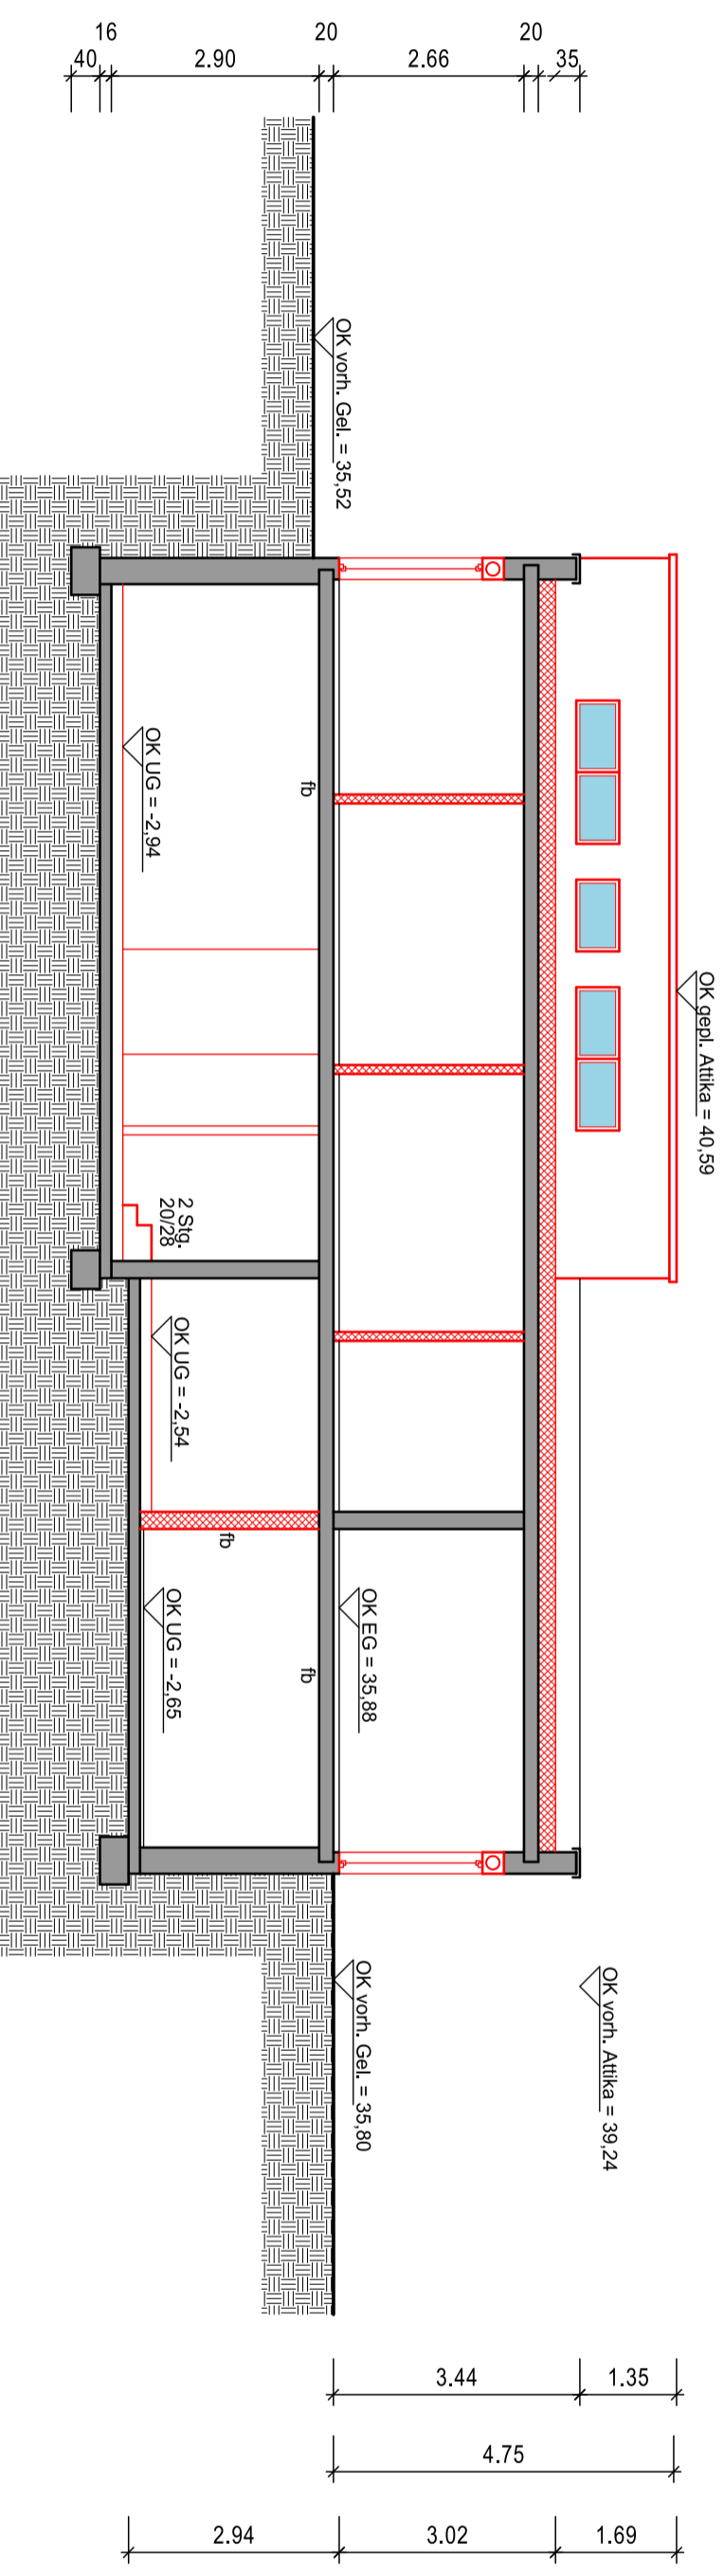 16
20
20
40
2.90
2.66
35
OK vorh. Gel. = 35,52
OK UG = -2,94
fb
OK gepl. Attika = 40,59
2 Stg.
20/28
OK UG = -2,54
fb
OK UG = -2,65
fb
OK EG = 35,88
OK vorh. Gel. = 35,80
OK vorh. Attika = 39,24
3.44
1.35
4.75
2.94
3.02
1.69